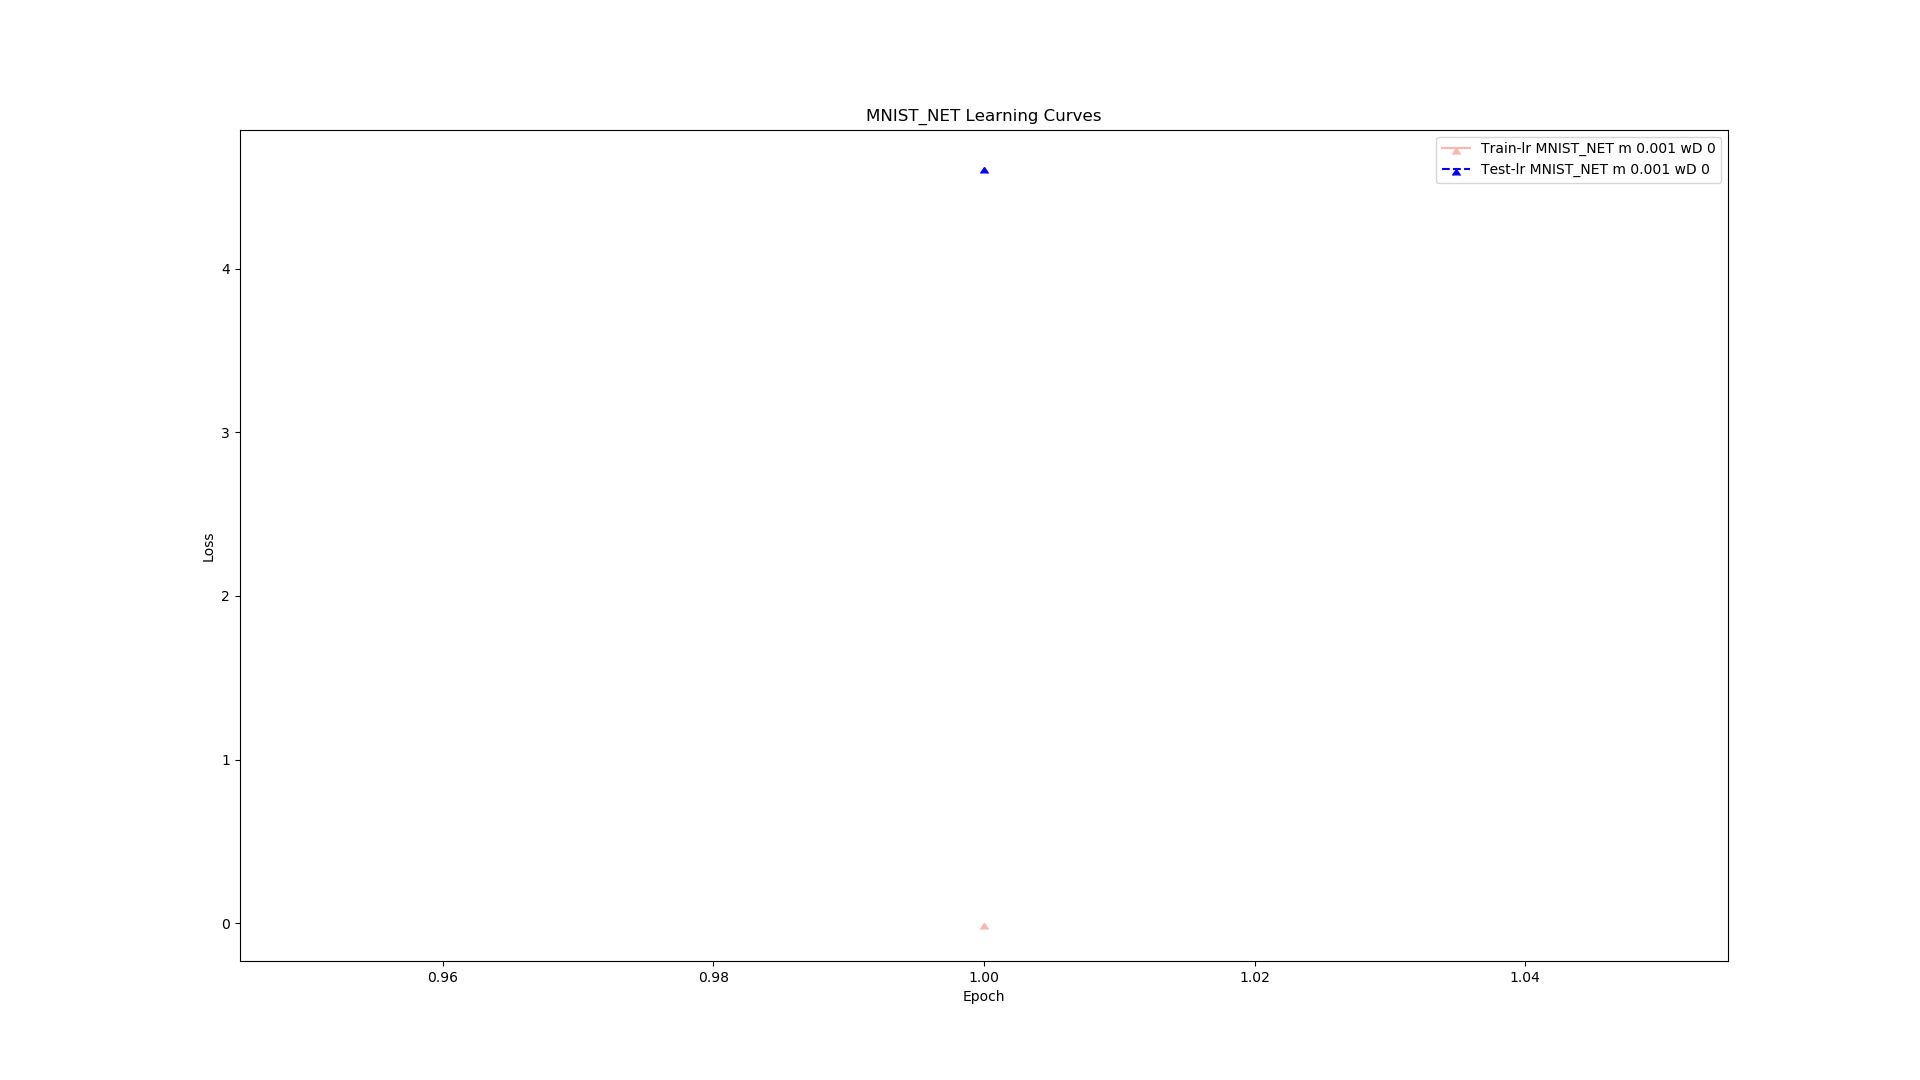 MNIST_NET Learning Curves
Train-lr MNIST_NET m 0.001 wD 0
Test-lr MNIST_NET m 0.001 wD 0
4
3
2
1
0
Loss
0.96 0.98 1.00 1.02 1.04
Epoch